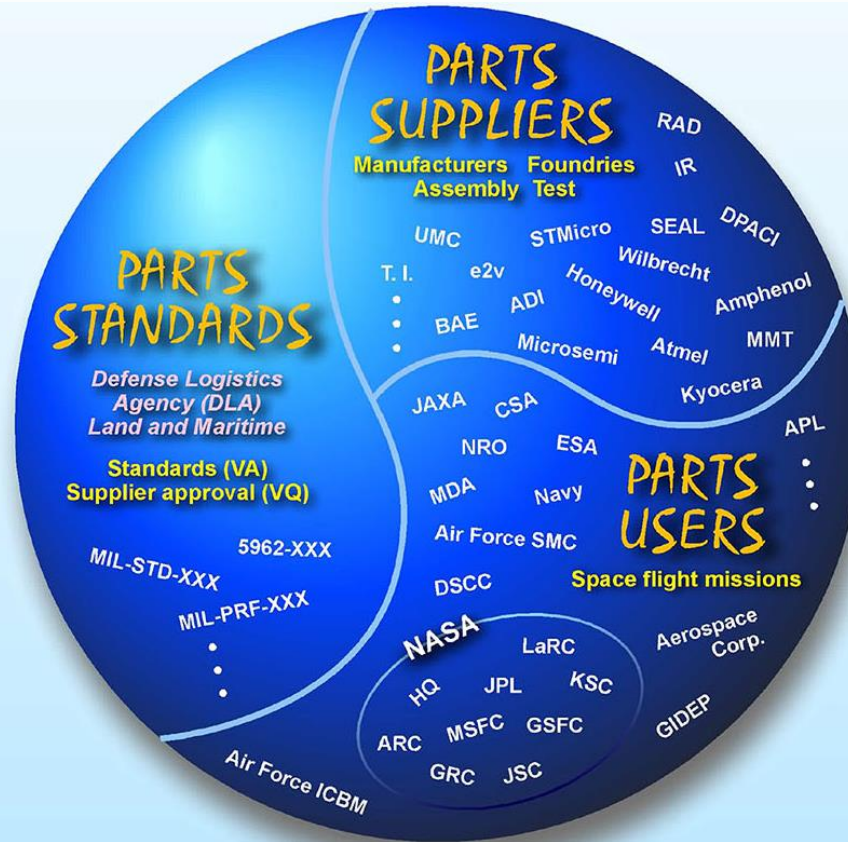 PARTS
SUPPLIERS
Manufacturers Foundries
Assembly Test
RAD
IR
DPACI
SEAL
STMicro
UMC
Wilbrecht
T. I.
e2v
Honeywell
Amphenol
ADI
BAE
MMT
Microsemi
Atmel
Kyocera
PARTS
STANDARDS
Defense Logistics
Agency (DLA)
Land and Maritime
Standards (VA)
Supplier approval (VQ)
5962-XXX
MIL-STD-XXX
MIL-PRF-XXX
JAXA
CSA
APL
NRO
ESA
MDA
Navy
Air Force SMC
DSCC
PARTS
USERS
Space flight missions
NASA
LaRC
HQ
JPL
KSC
ARC
MSFC
GSFC
GRC
JSC
Aerospace
Corp.
GIDEP
Air Force ICBM